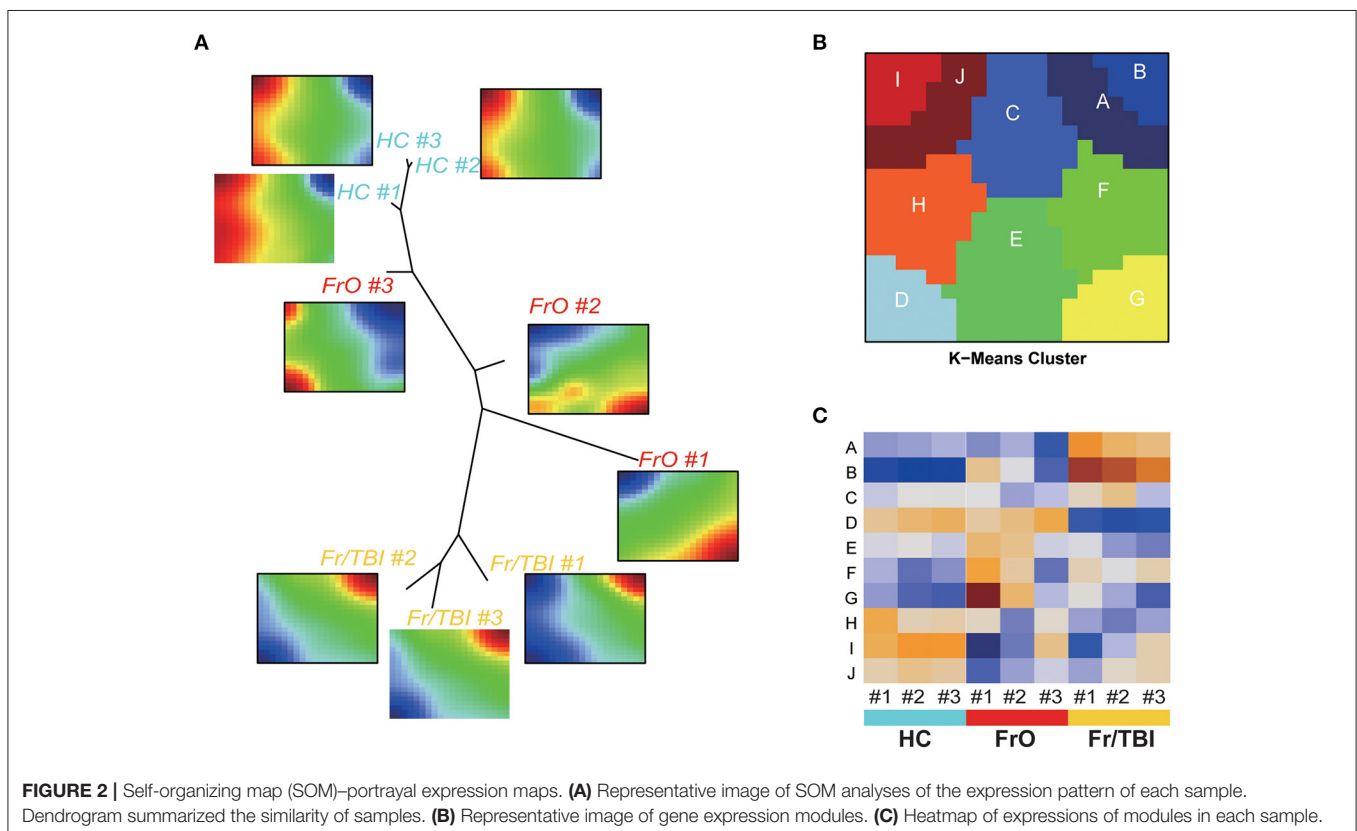 A
HC #3
HC #2
HC #1
FrO #3
FrO #2
FrO #1
Fr/TBI #2
Fr/TBI #1
Fr/TBI #3
B
I
J
C
A
B
H
F
E
D
G
K-Means Cluster
C
A
B
C
D
E
F
G
H
I
J
#1 #2 #3 #1 #2 #3 #1 #2 #3
HC FrO Fr/TBI
FIGURE 2 | Self-organizing map (SOM)–portrayal expression maps. (A) Representative image of SOM analyses of the expression pattern of each sample.
Dendrogram summarized the similarity of samples. (B) Representative image of gene expression modules. (C) Heatmap of expressions of modules in each sample.